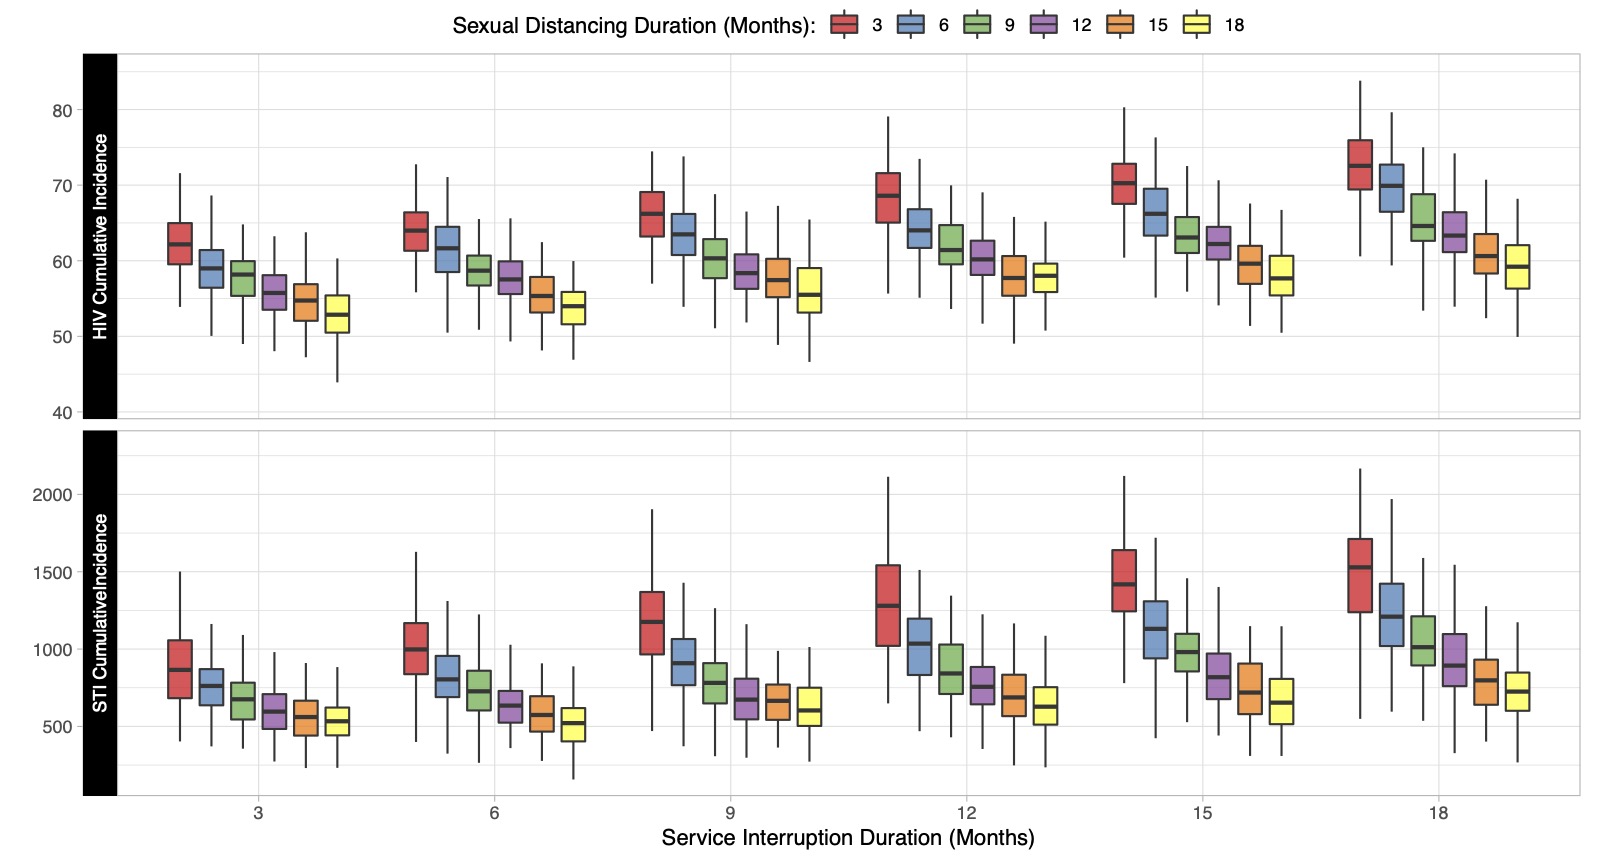 Sexual Distancing Duration (Months): 3 6 9 12 15 18
HIV Cumulative Incidence
80
70
60
50
40
STI CumulativeIncidence
2000
1500
1000
500
3 6 9 12 15 18
Service Interruption Duration (Months)